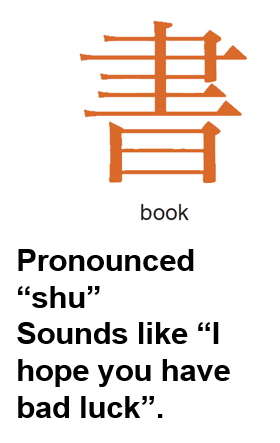 書
book
Pronounced
“shu”
Sounds like “I
hope you have
bad luck”.